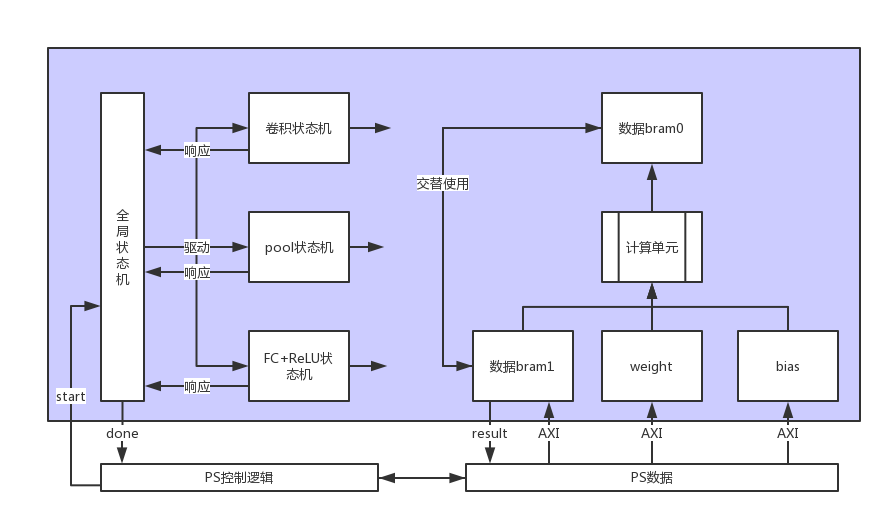 卷积状态机
数据bram0
响应
交替使用
全
局
状
态
机
驱动
pool状态机
计算单元
响应
FC+ReLU状
态机
数据bram1
weight
bias
响应
start
done
result
AXI
AXI
AXI
PS控制逻辑
PS数据